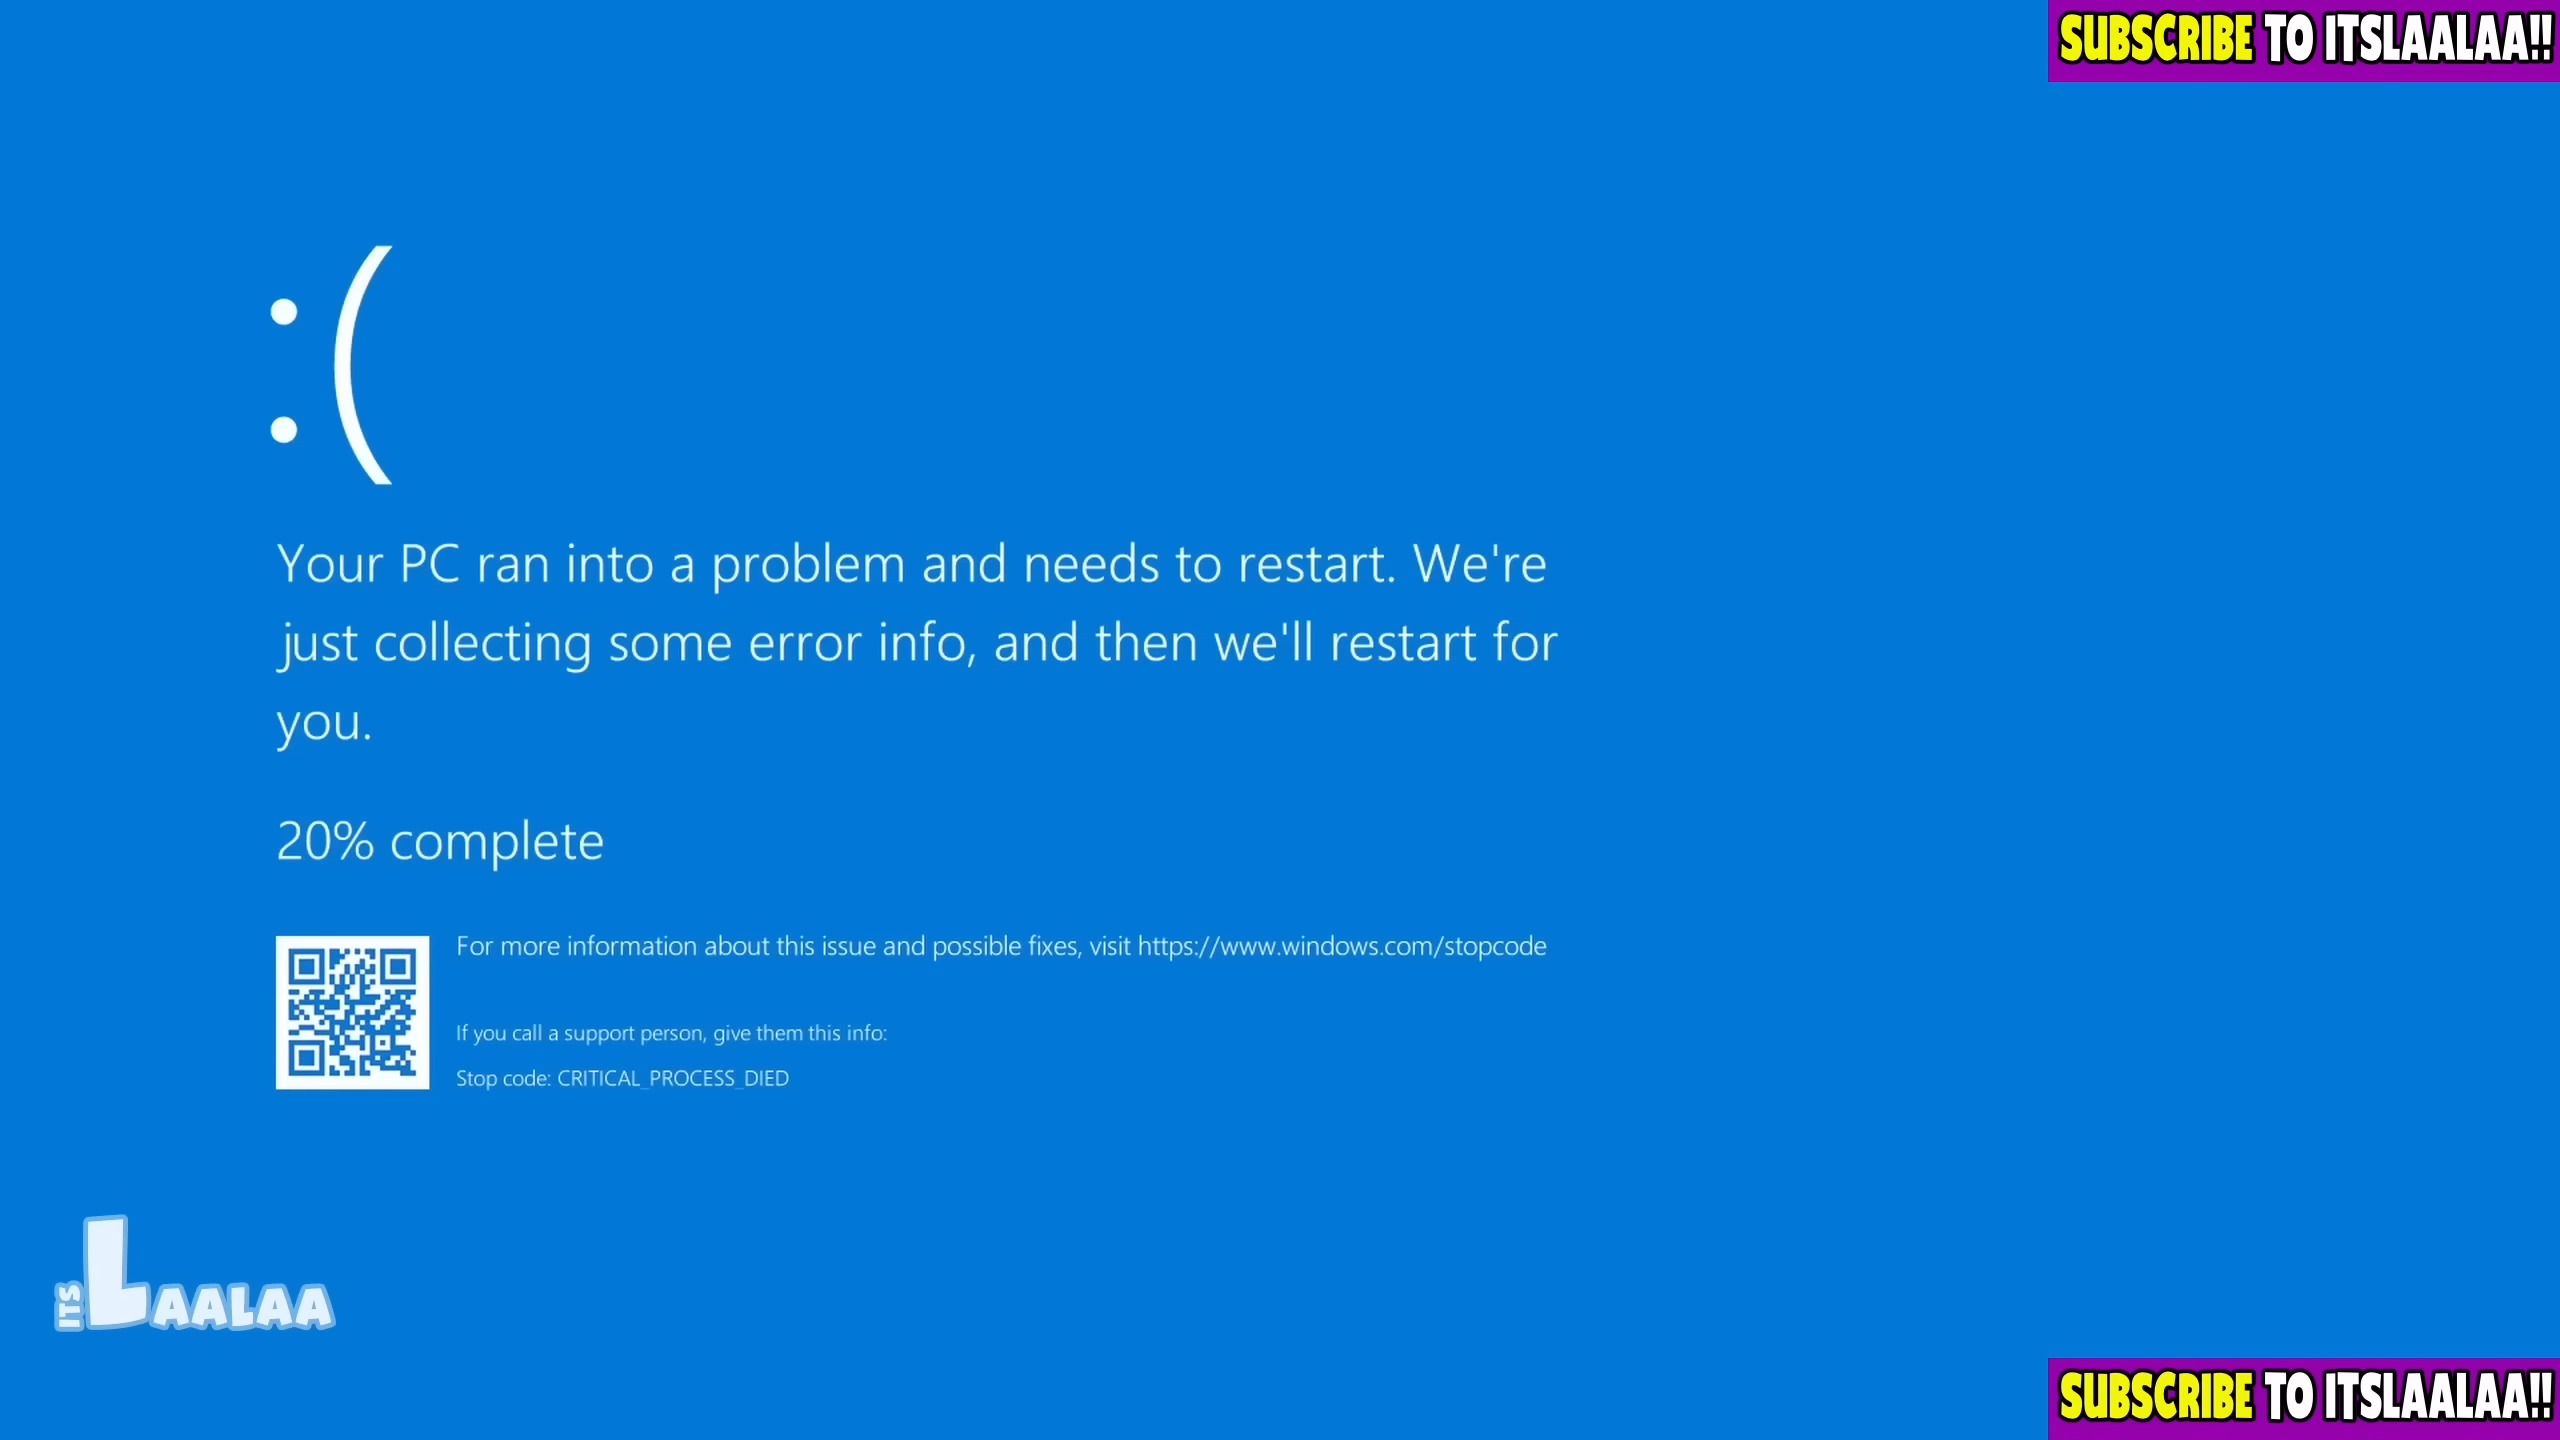 SUBSCRIBE TO ITSLAALAA!!
:(
Your PC ran into a problem and needs to restart. We're
just collecting some error info, and then we'll restart for
you.
20% complete
For more information about this issue and possible fixes, visit https://www.windows.com/stopcode
If you call a support person, give them this info:
Stop code: CRITICAL_PROCESS_DIED
ITS LAALAA
SUBSCRIBE TO ITSLAALAA!!